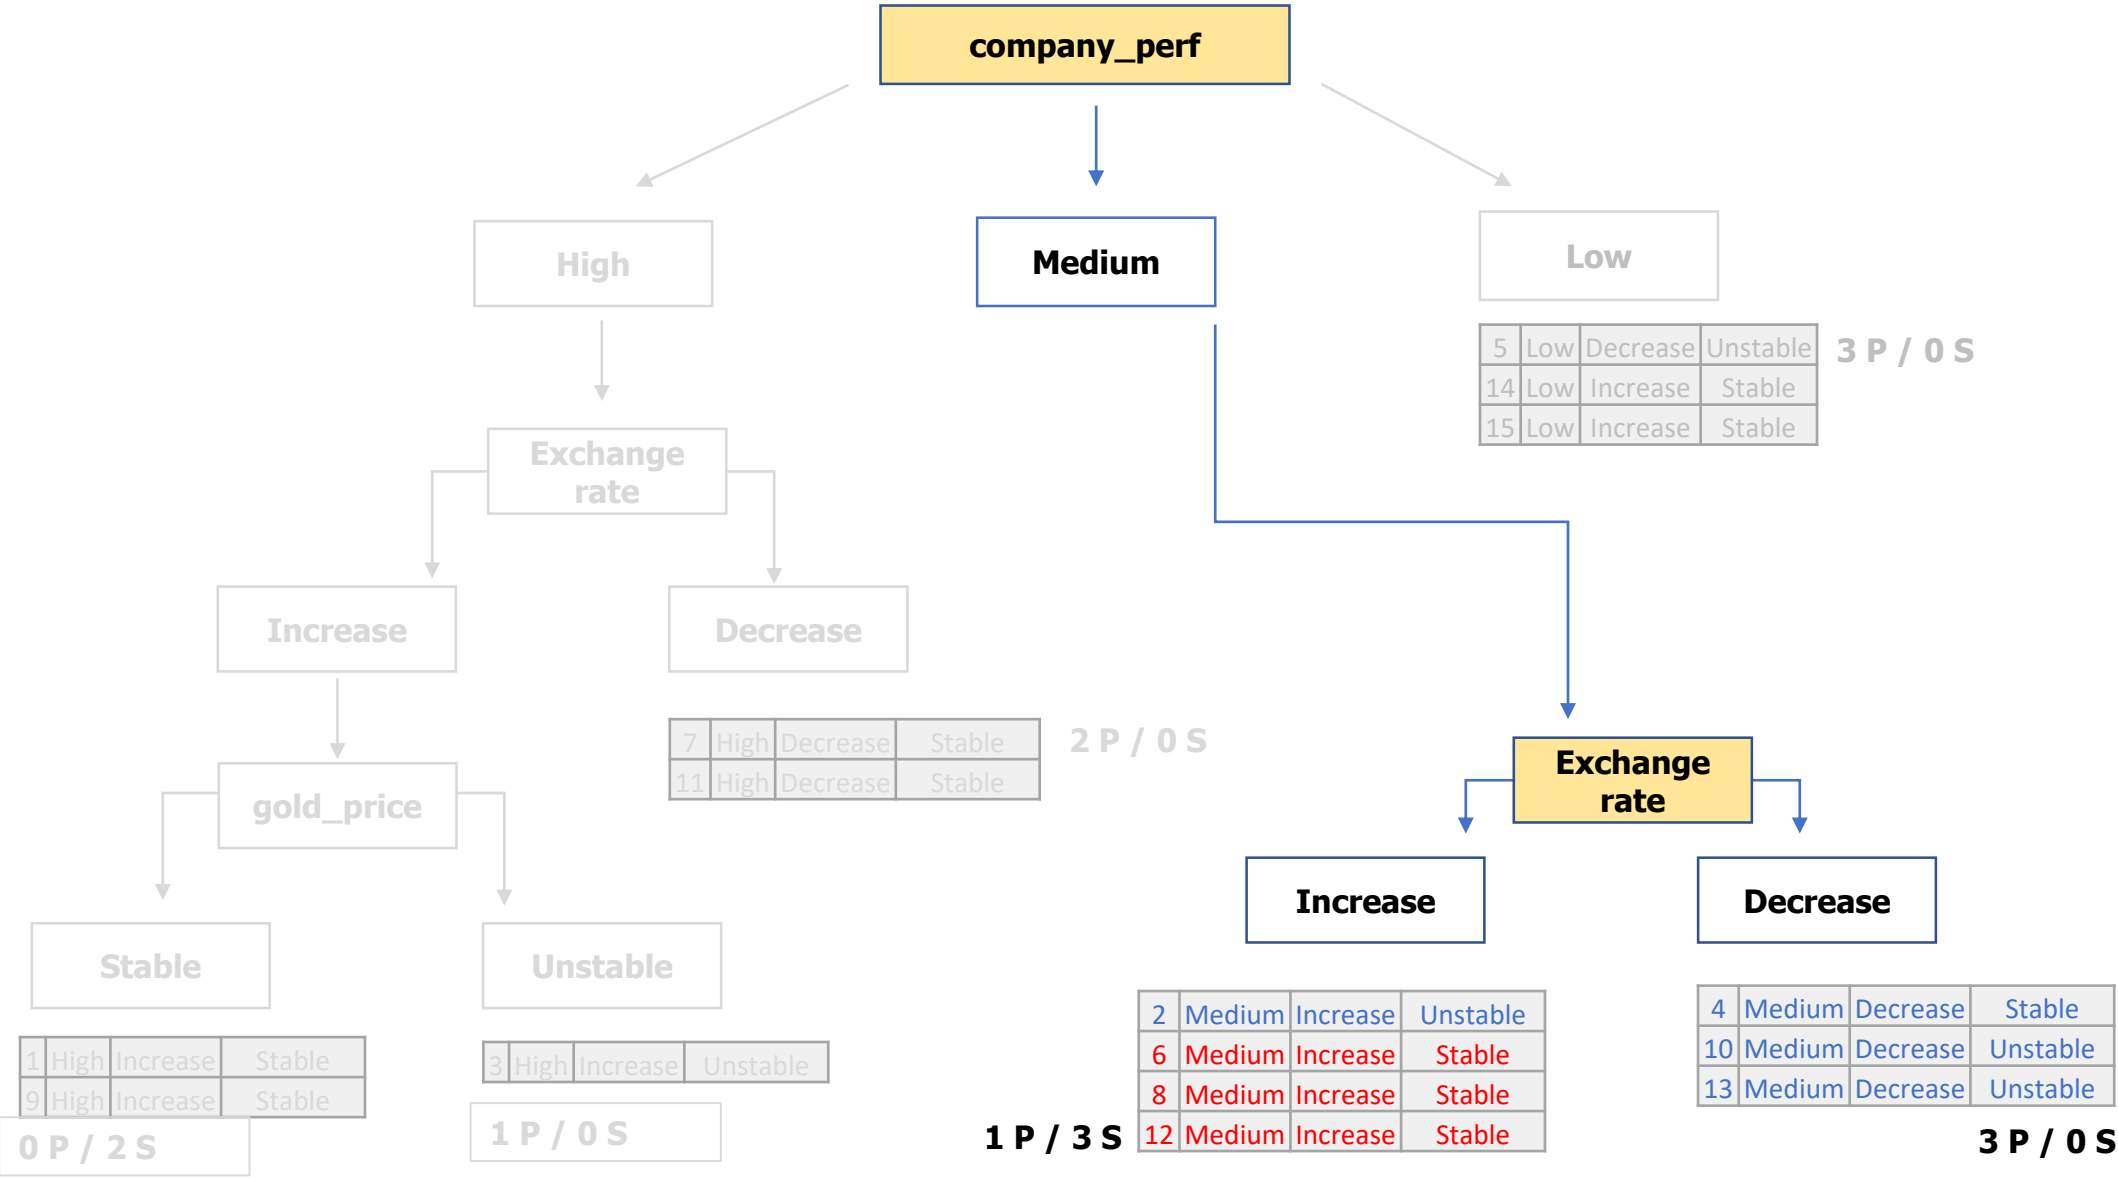 company_perf
High
Medium
Low
5 Low Decrease Unstable
14 Low Increase Stable
15 Low Increase Stable
3 P / 0 S
Exchange
rate
Increase
Decrease
7 High Decrease Stable
11 High Decrease Stable
2 P / 0 S
gold_price
Stable
Unstable
1 High Increase Stable
9 High Increase Stable
0 P / 2 S
3 High Increase Unstable
1 P / 0 S
Exchange
rate
Increase
Decrease
2 Medium Increase Unstable
6 Medium Increase Stable
8 Medium Increase Stable
12 Medium Increase Stable
1 P / 3 S
4 Medium Decrease Stable
10 Medium Decrease Unstable
13 Medium Decrease Unstable
3 P / 0 S